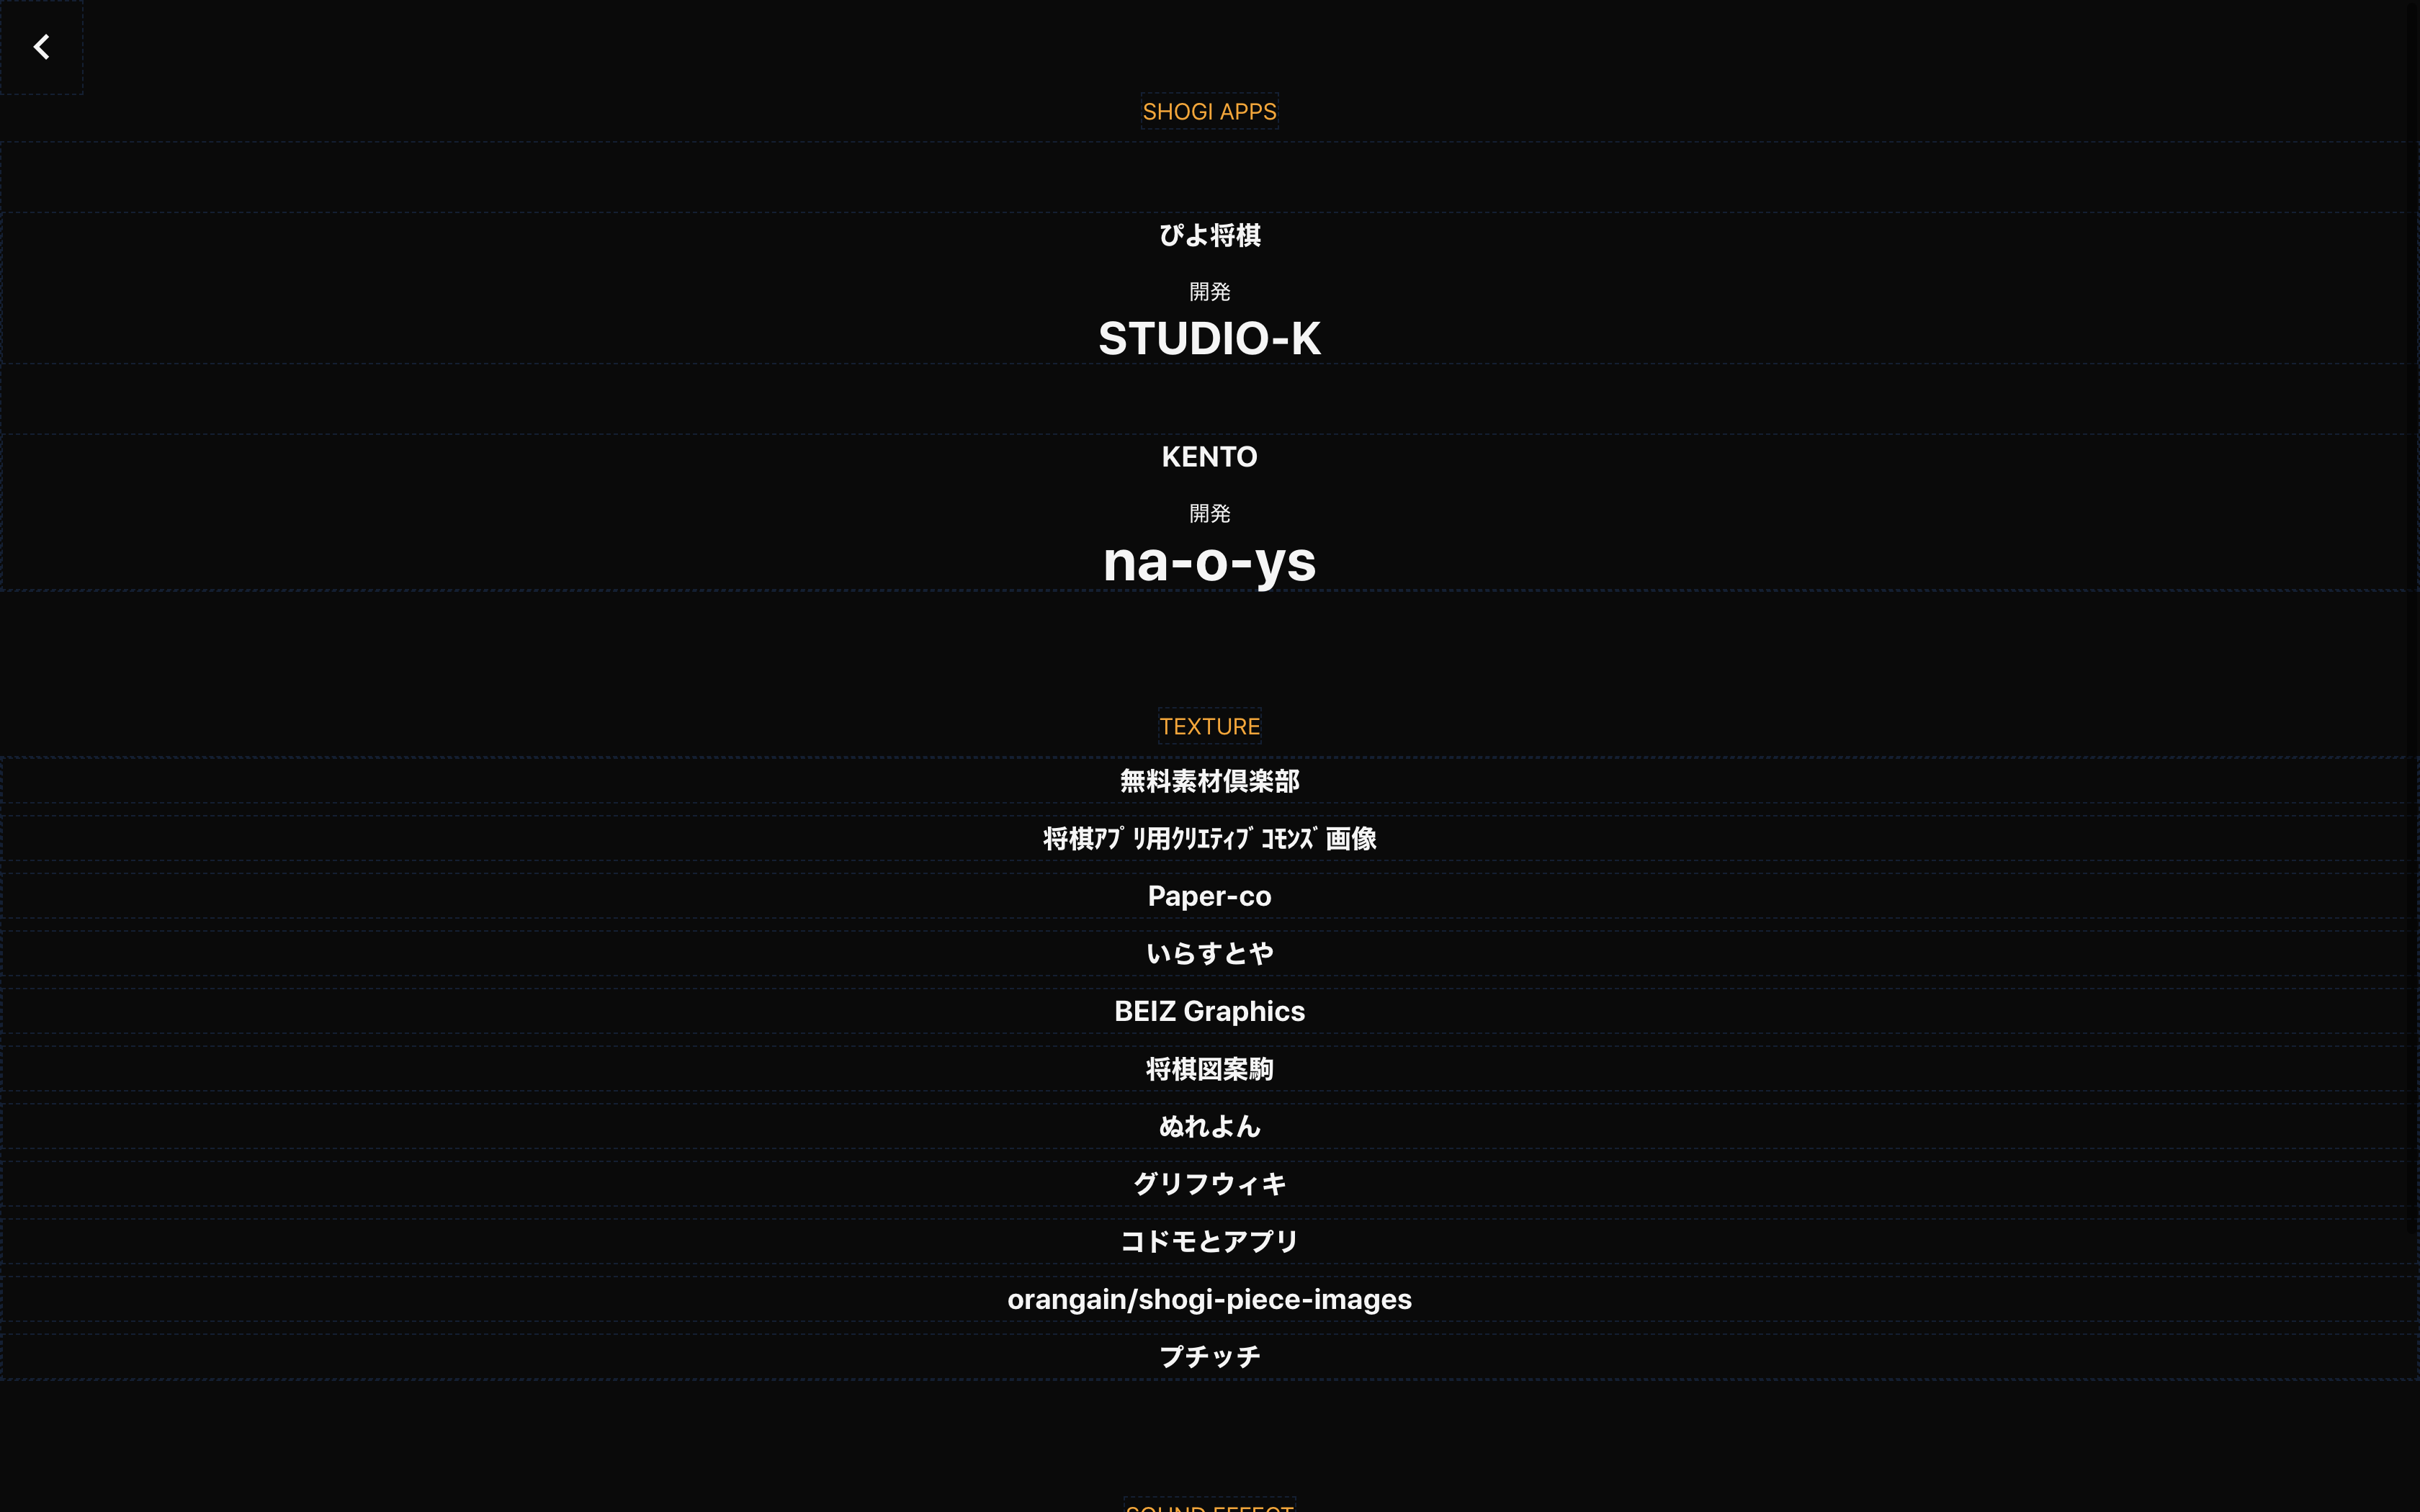 SHOGI APPS
ぴよ将棋
開発
STUDIO-K
KENTO
開発
na-o-ys
TEXTURE
無料素材倶楽部
将棋ｱﾌﾟﾘ用ｸﾘｴﾃｨﾌﾞｺﾓﾝｽﾞ画像
Paper-co
いらすとや
BEIZ Graphics
将棋図案駒
ぬれよん
グリフウィキ
コドモとアプリ
orangain/shogi-piece-images
プチッチ
SOUND EFFECT